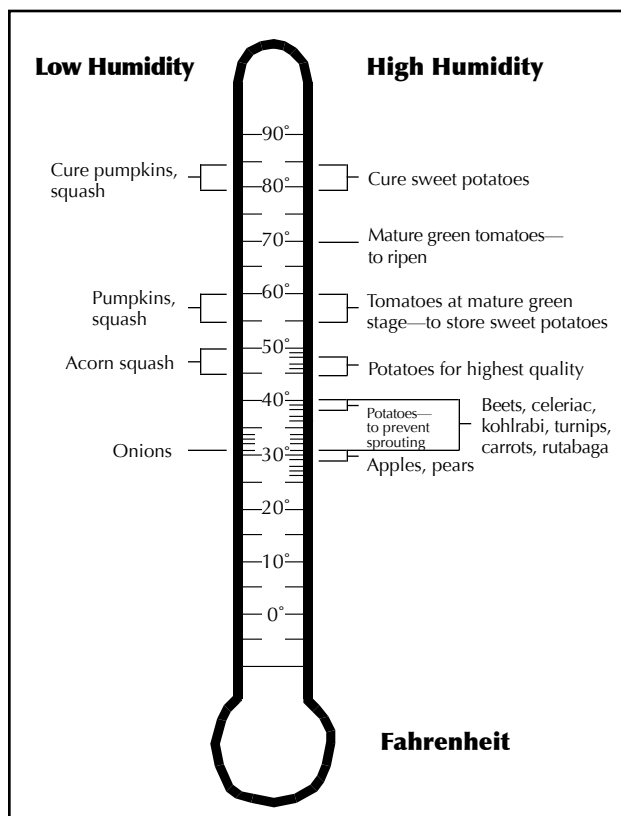 Low Humidity
High Humidity
90°
Cure pumpkins,
squash
80°
Cure sweet potatoes
70°
Mature green tomatoes—
to ripen
60°
Pumpkins,
squash
Tomatoes at mature green
stage—to store sweet potatoes
50°
Acorn squash
Potatoes for highest quality
40°
Potatoes—
to prevent
sprouting
Beets, celeriac,
kohlrabi, turnips,
carrots, rutabaga
Onions
30°
Apples, pears
20°
10°
0°
Fahrenheit